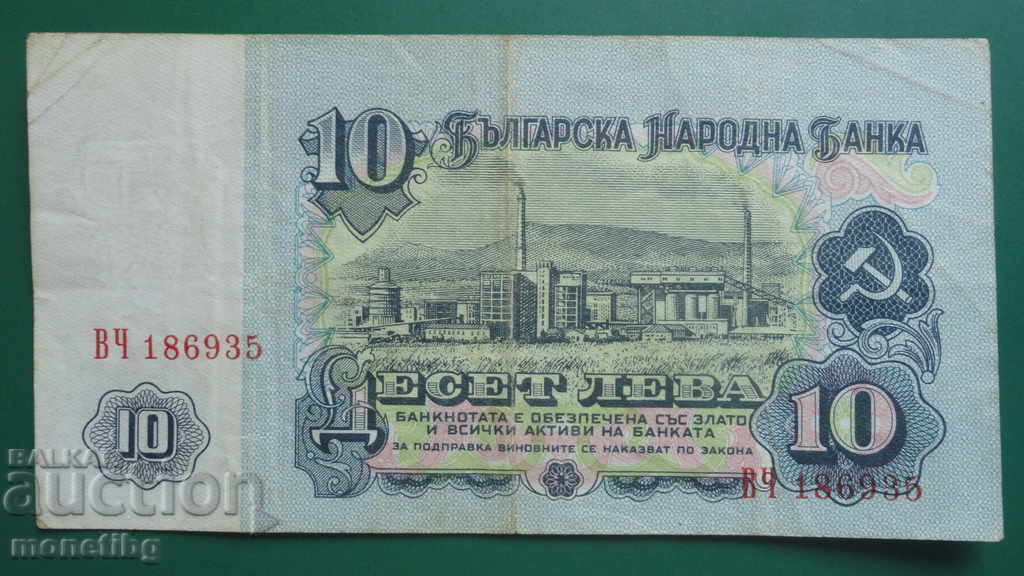 10 Българска Народна Банка
ВЧ 186935
10
Десет лева
БАНКНОТАТА Е ОБЕЗПЕЧЕНА СЪС ЗЛАТО
И ВСИЧКИ АКТИВИ НА БАНКАТА
ЗА ПОДПРАВКА ВИНОВНИТЕ СЕ НАКАЗВАТ ПО ЗАКОНА
10
ВЧ 186935
BALKAN
auction
monetibg